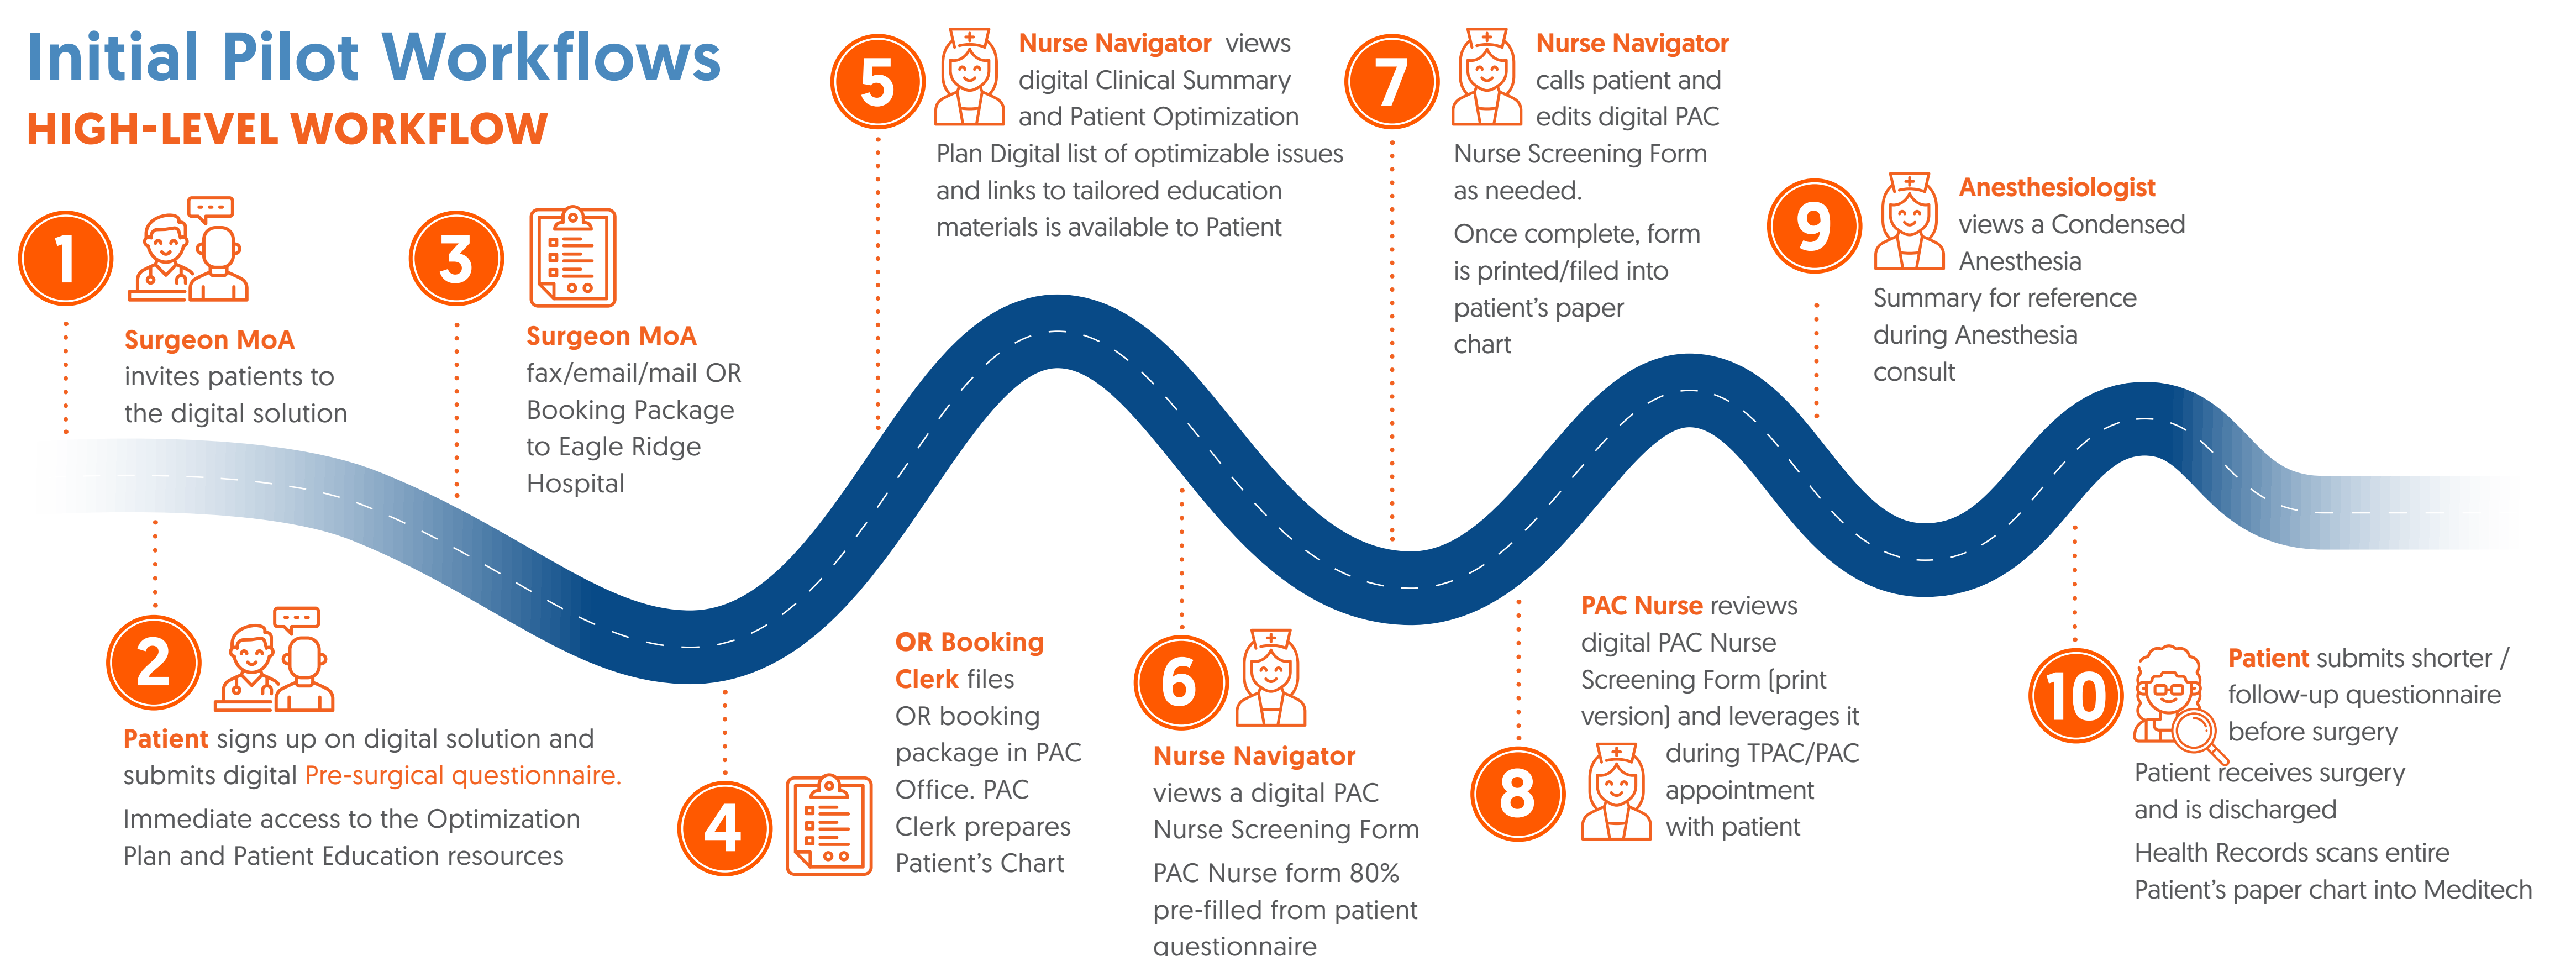 Initial Pilot Workflows
HIGH-LEVEL WORKFLOW
1
Surgeon MoA
invites patients to
the digital solution
2
Patient signs up on digital solution and
submits digital Pre-surgical questionnaire.
Immediate access to the Optimization
Plan and Patient Education resources
3
Surgeon MoA
fax/email/mail OR
Booking Package
to Eagle Ridge
Hospital
4
OR Booking
Clerk files
OR booking
package in PAC
Office. PAC
Clerk prepares
Patient's Chart
5
Nurse Navigator views
digital Clinical Summary
and Patient Optimization
Plan Digital list of optimizable issues
and links to tailored education
materials is available to Patient
6
Nurse Navigator
views a digital PAC
Nurse Screening Form
PAC Nurse form 80%
pre-filled from patient
questionnaire
7
Nurse Navigator
calls patient and
edits digital PAC
Nurse Screening Form
as needed.
Once complete, form
is printed/filed into
patient's paper
chart
8
PAC Nurse reviews
digital PAC Nurse
Screening Form (print
version) and leverages it
during TPAC/PAC
appointment
with patient
9
Anesthesiologist
views a Condensed
Anesthesia
Summary for reference
during Anesthesia
consult
10
Patient submits shorter /
follow-up questionnaire
before surgery
Patient receives surgery
and is discharged
Health Records scans entire
Patient's paper chart into Meditech